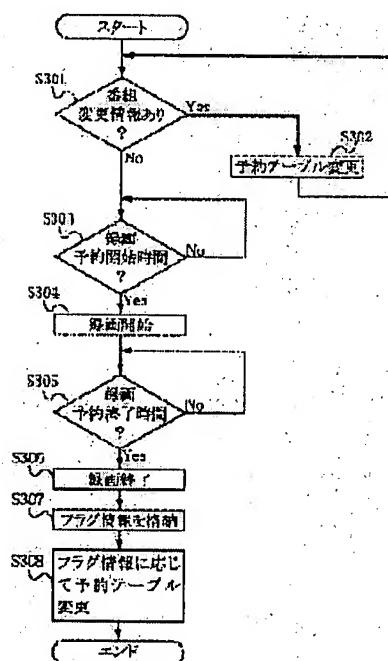 スタート
S301
番組
変更情報あり
?
Yes
No
S302
予約テーブル変更
S303
録画
予約開始時間
?
No
Yes
S304
録画開始
S305
録画
予約終了時間
?
No
Yes
S306
録画終了
S307
フラグ情報を格納
S308
フラグ情報に応じ
て予約テーブル
変更
エンド